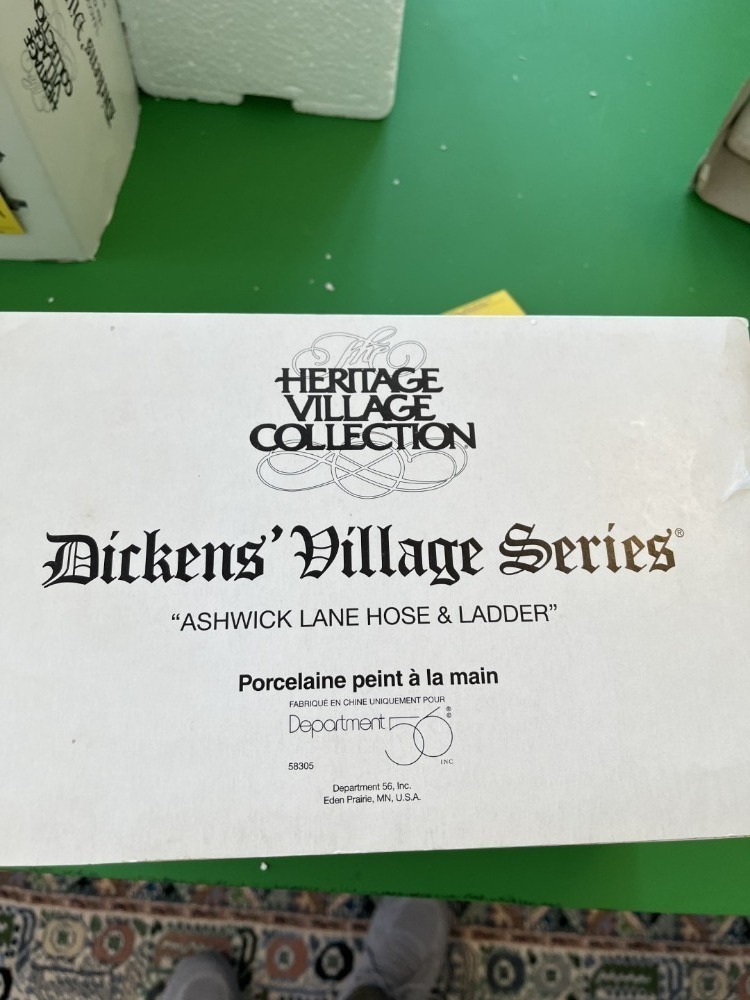 The
HERITAGE
VILLAGE
COLLECTION
Dickens' Village Series®
“ASHWICK LANE HOSE & LADDER”
Porcelaine peint à la main
FABRIQUÉ EN CHINE UNIQUEMENT POUR
Department 56®
INC
58305
Department 56, Inc.
Eden Prairie, MN, U.S.A.